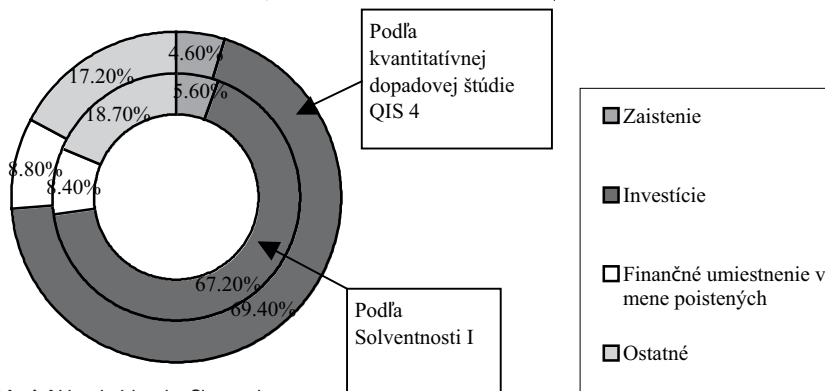 Podľa
kvantitatívnej
dopadovej štúdie
QIS 4
4.60%
17.20%
5.60%
18.70%
8.80%
8.40%
67.20%
69.40%
Podľa
Solventnosti I
Zaistenie
Investície
Finančné umiestnenie v
mene poistených
Ostatné